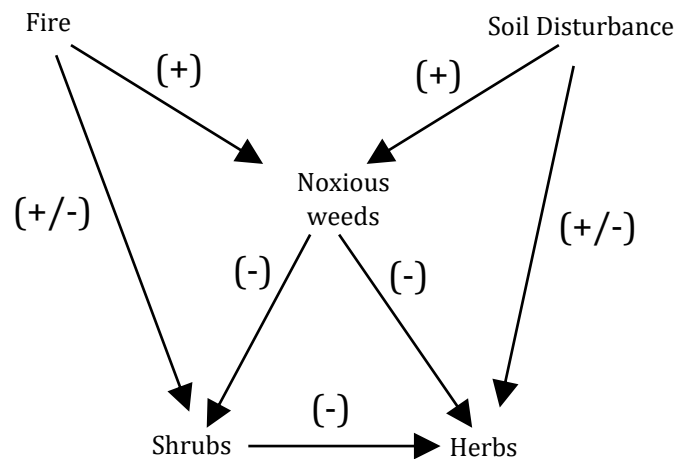 Fire
Soil Disturbance
(+)
(+)
Noxious
weeds
(+/-)
(+/-)
(-)
(-)
(-)
Shrubs
Herbs